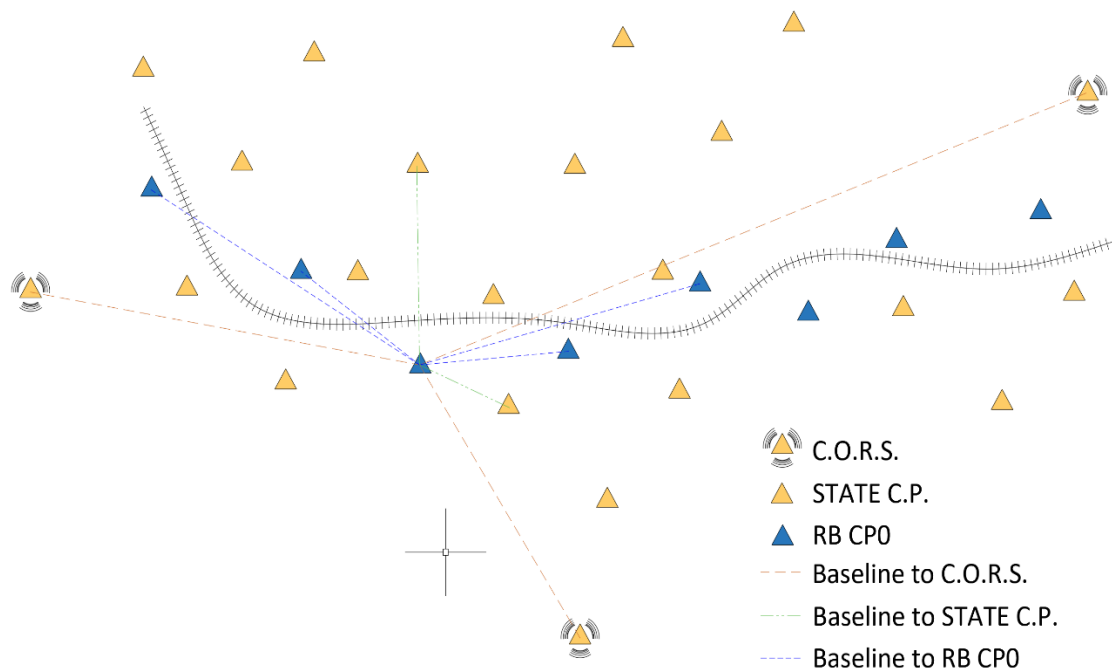 C.O.R.S.
STATE C.P.
RB CP0
Baseline to C.O.R.S.
Baseline to STATE C.P.
Baseline to RB CP0